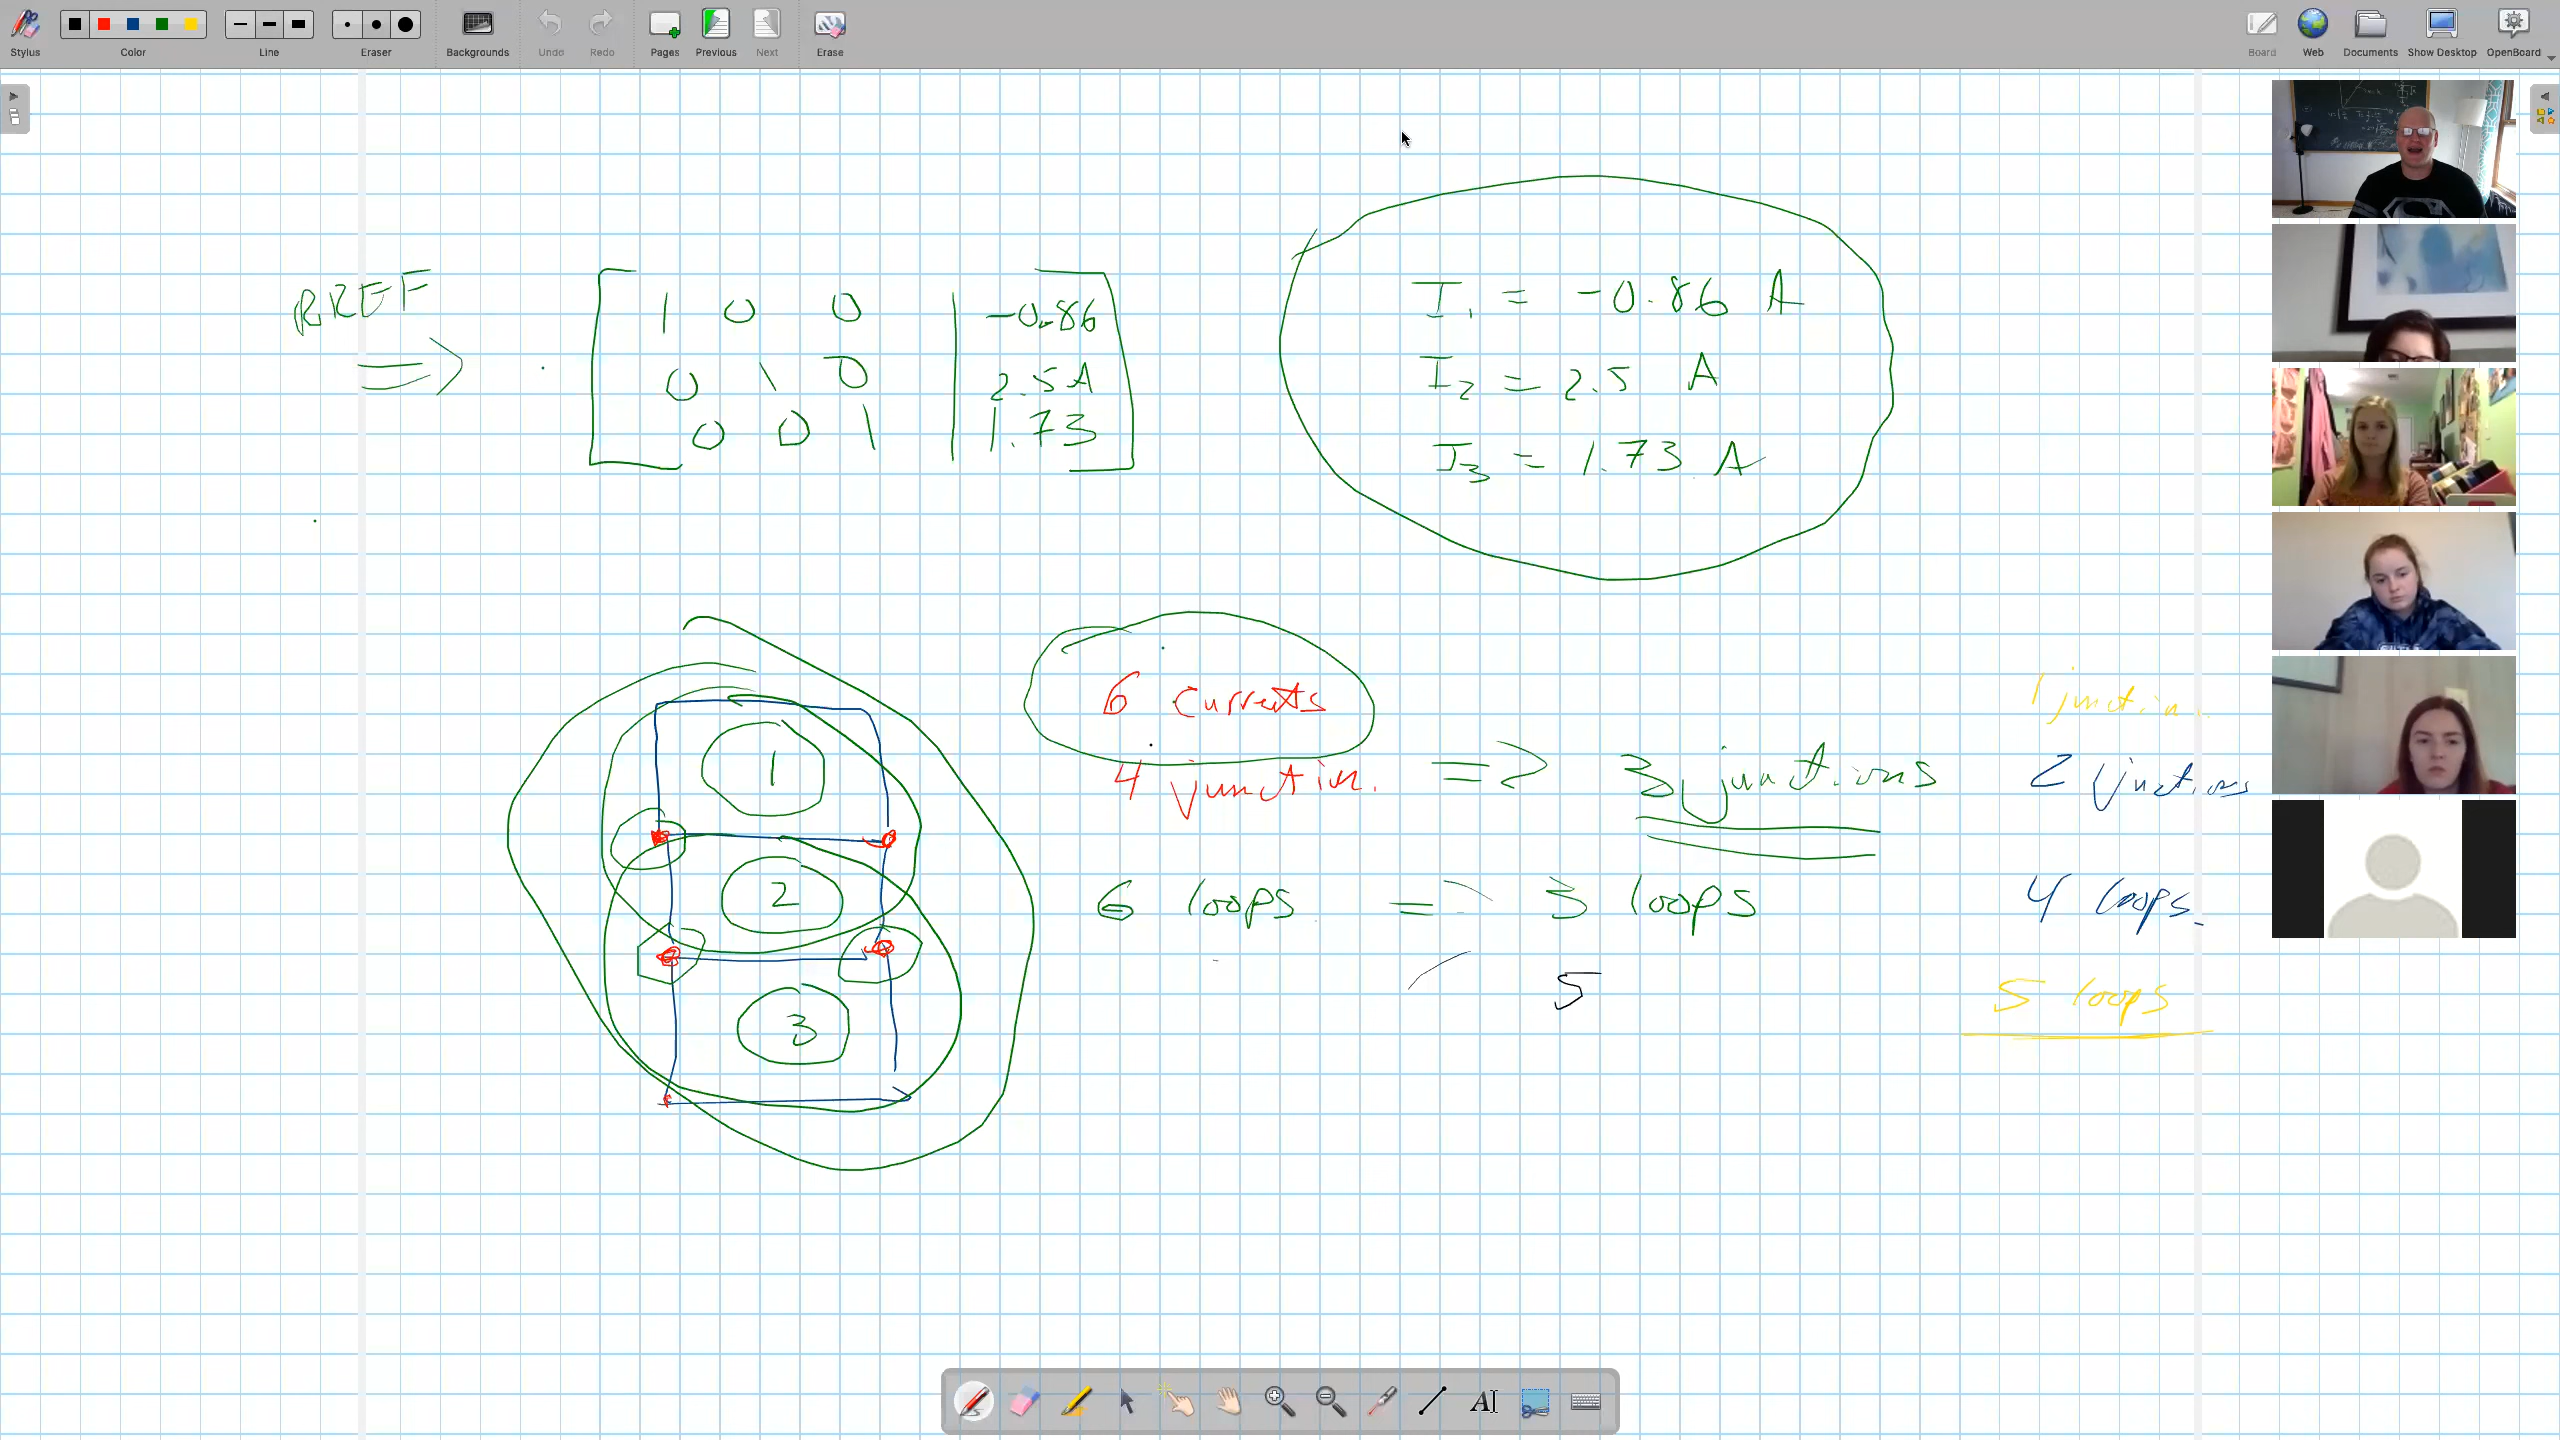 Stylus
Color
Line
Eraser
Backgrounds
Undo
Redo
Pages
Previous
Next
Erase
Board
Web
Documents
Show Desktop
OpenBoard
RREF
1 0 0 | -0.86
0 1 0 | 2.5 A
0 0 1 | 1.73
I1 = -0.86 A
I2 = 2.5 A
I3 = 1.73 A
1
2
3
6 currents
4 junction. => 3 junctions
6 loops => 3 loops
5
1 junction
2 junctions
4 loops
5 loops
AI